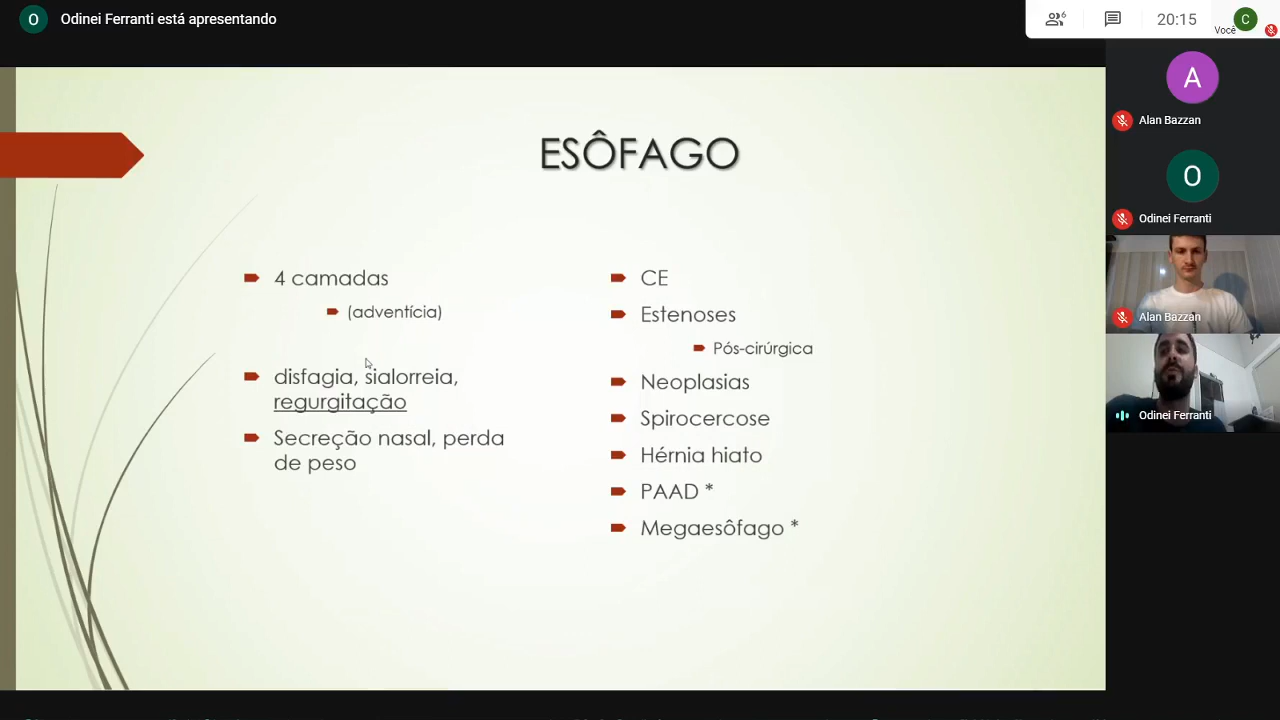 O Odinei Ferranti está apresentando
6
20:15
Você
C
ESÔFAGO
4 camadas
(adventícia)
disfagia, sialorreia,
regurgitação
Secreção nasal, perda
de peso
CE
Estenoses
Pós-cirúrgica
Neoplasias
Spirocercose
Hérnia hiato
PAAD *
Megaesôfago *
A
Alan Bazzan
O
Odinei Ferranti
Alan Bazzan
Odinei Ferranti